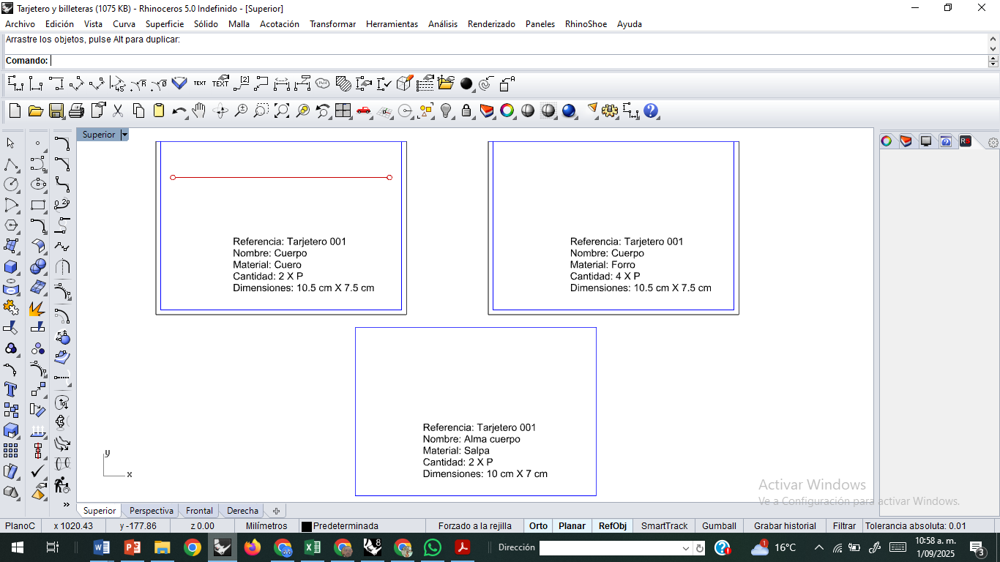 Tarjetero y billeteras (1075 KB) - Rhinoceros 5.0 Indefinido - [Superior]
Archivo Edición Vista Curva Superficie Sólido Malla Acotación Transformar Herramientas Análisis Renderizado Paneles RhinoShoe Ayuda
Arrastre los objetos, pulse Alt para duplicar:
Comando:
Superior
Referencia: Tarjetero 001
Nombre: Cuerpo
Material: Cuero
Cantidad: 2 X P
Dimensiones: 10.5 cm X 7.5 cm
Referencia: Tarjetero 001
Nombre: Cuerpo
Material: Forro
Cantidad: 4 X P
Dimensiones: 10.5 cm X 7.5 cm
Referencia: Tarjetero 001
Nombre: Alma cuerpo
Material: Salpa
Cantidad: 2 X P
Dimensiones: 10 cm X 7 cm
y
x
Activar Windows
Ve a Configuración para activar Windows.
Superior Perspectiva Frontal Derecha
PlanoC x 1020.43 y -177.86 z 0.00 Milímetros Predeterminada Forzado a la rejilla Orto Planar RefObj SmartTrack Gumball Grabar historial Filtrar Tolerancia absoluta: 0.01
Dirección
16°C
10:58 a. m.
1/09/2025